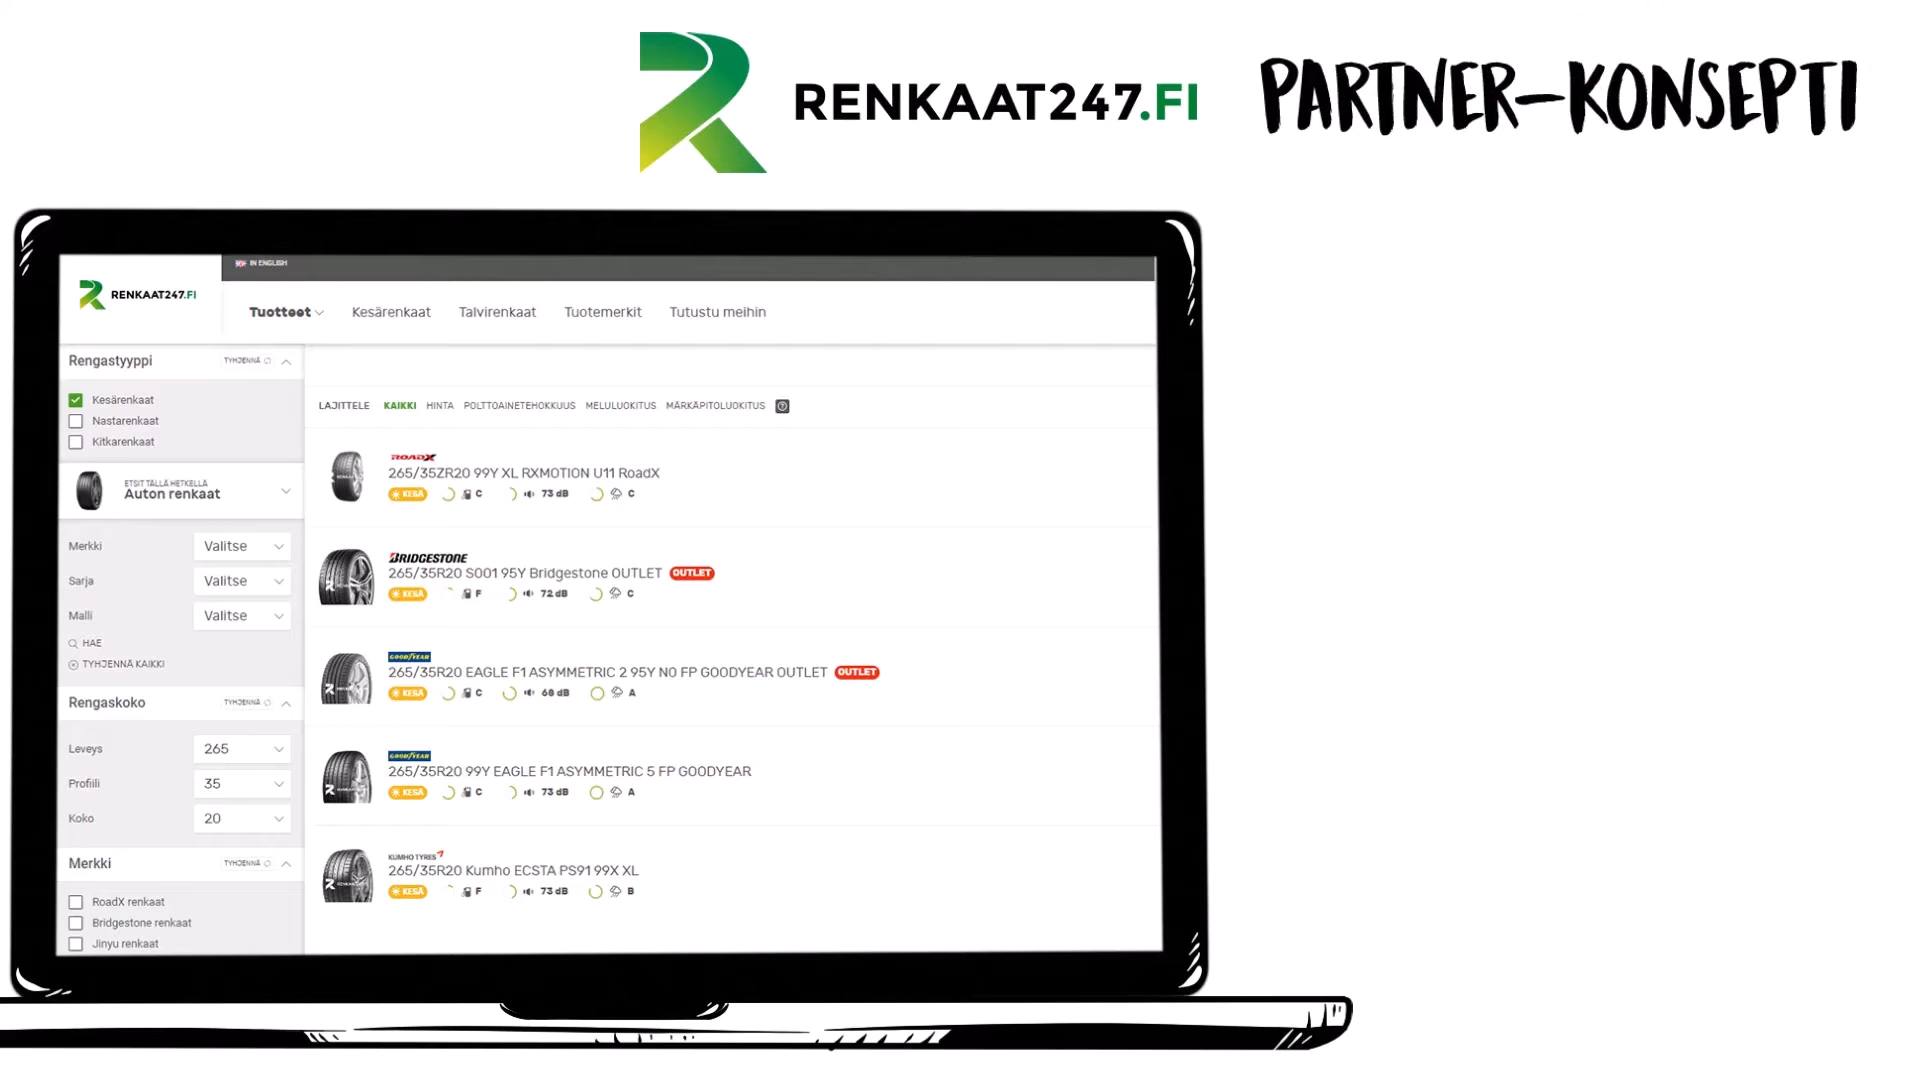 RENKAAT247.FI PARTNER-KONSEPTI
IN ENGLISH
RENKAAT247.FI
Tuotteet Kesärenkaat Talvirenkaat Tuotemerkit Tutustu meihin
Rengastyyppi TYHJENNÄ
Kesärenkaat
Nastarenkaat
Kitkarenkaat
ETSIT TÄLLÄ HETKELLÄ
Auton renkaat
Merkki Valitse
Sarja Valitse
Malli Valitse
HAE
TYHJENNÄ KAIKKI
Rengaskoko TYHJENNÄ
Leveys 265
Profiili 35
Koko 20
Merkki TYHJENNÄ
RoadX renkaat
Bridgestone renkaat
Jinyu renkaat
LAJITTELE KAIKKI HINTA POLTTOAINETEHOKKUUS MELULUOKITUS MÄRKÄPITOLUOKITUS ?
ROADX
265/35ZR20 99Y XL RXMOTION U11 RoadX
KESÄ C 73 dB C
BRIDGESTONE
265/35R20 S001 95Y Bridgestone OUTLET OUTLET
KESÄ F 72 dB C
GOODYEAR
265/35R20 EAGLE F1 ASYMMETRIC 2 95Y N0 FP GOODYEAR OUTLET OUTLET
KESÄ C 68 dB A
GOODYEAR
265/35R20 99Y EAGLE F1 ASYMMETRIC 5 FP GOODYEAR
KESÄ C 73 dB A
KUMHO TYRES
265/35R20 Kumho ECSTA PS91 99X XL
KESÄ F 73 dB B